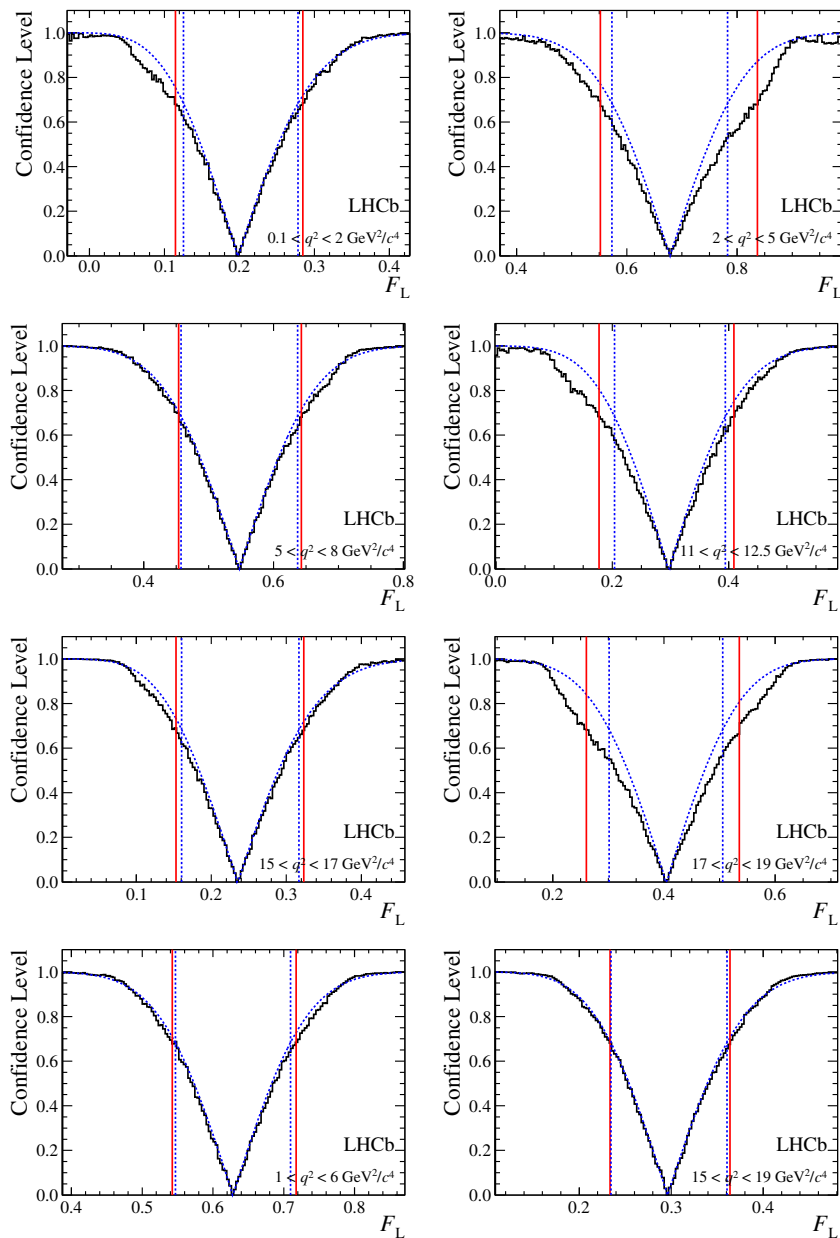 Confidence Level
1.0
0.8
0.6
0.4
0.2
0.0
LHCb
0.1 < q² < 2 GeV²/c⁴
0.0 0.1 0.2 0.3 0.4
F_L
Confidence Level
1.0
0.8
0.6
0.4
0.2
0.0
LHCb
2 < q² < 5 GeV²/c⁴
0.4 0.6 0.8
F_L
Confidence Level
1.0
0.8
0.6
0.4
0.2
0.0
LHCb
5 < q² < 8 GeV²/c⁴
0.4 0.6 0.8
F_L
Confidence Level
1.0
0.8
0.6
0.4
0.2
0.0
LHCb
11 < q² < 12.5 GeV²/c⁴
0.0 0.2 0.4
F_L
Confidence Level
1.0
0.8
0.6
0.4
0.2
0.0
LHCb
15 < q² < 17 GeV²/c⁴
0.1 0.2 0.3 0.4
F_L
Confidence Level
1.0
0.8
0.6
0.4
0.2
0.0
LHCb
17 < q² < 19 GeV²/c⁴
0.2 0.4 0.6
F_L
Confidence Level
1.0
0.8
0.6
0.4
0.2
0.0
LHCb
1 < q² < 6 GeV²/c⁴
0.4 0.5 0.6 0.7 0.8
F_L
Confidence Level
1.0
0.8
0.6
0.4
0.2
0.0
LHCb
15 < q² < 19 GeV²/c⁴
0.2 0.3 0.4
F_L